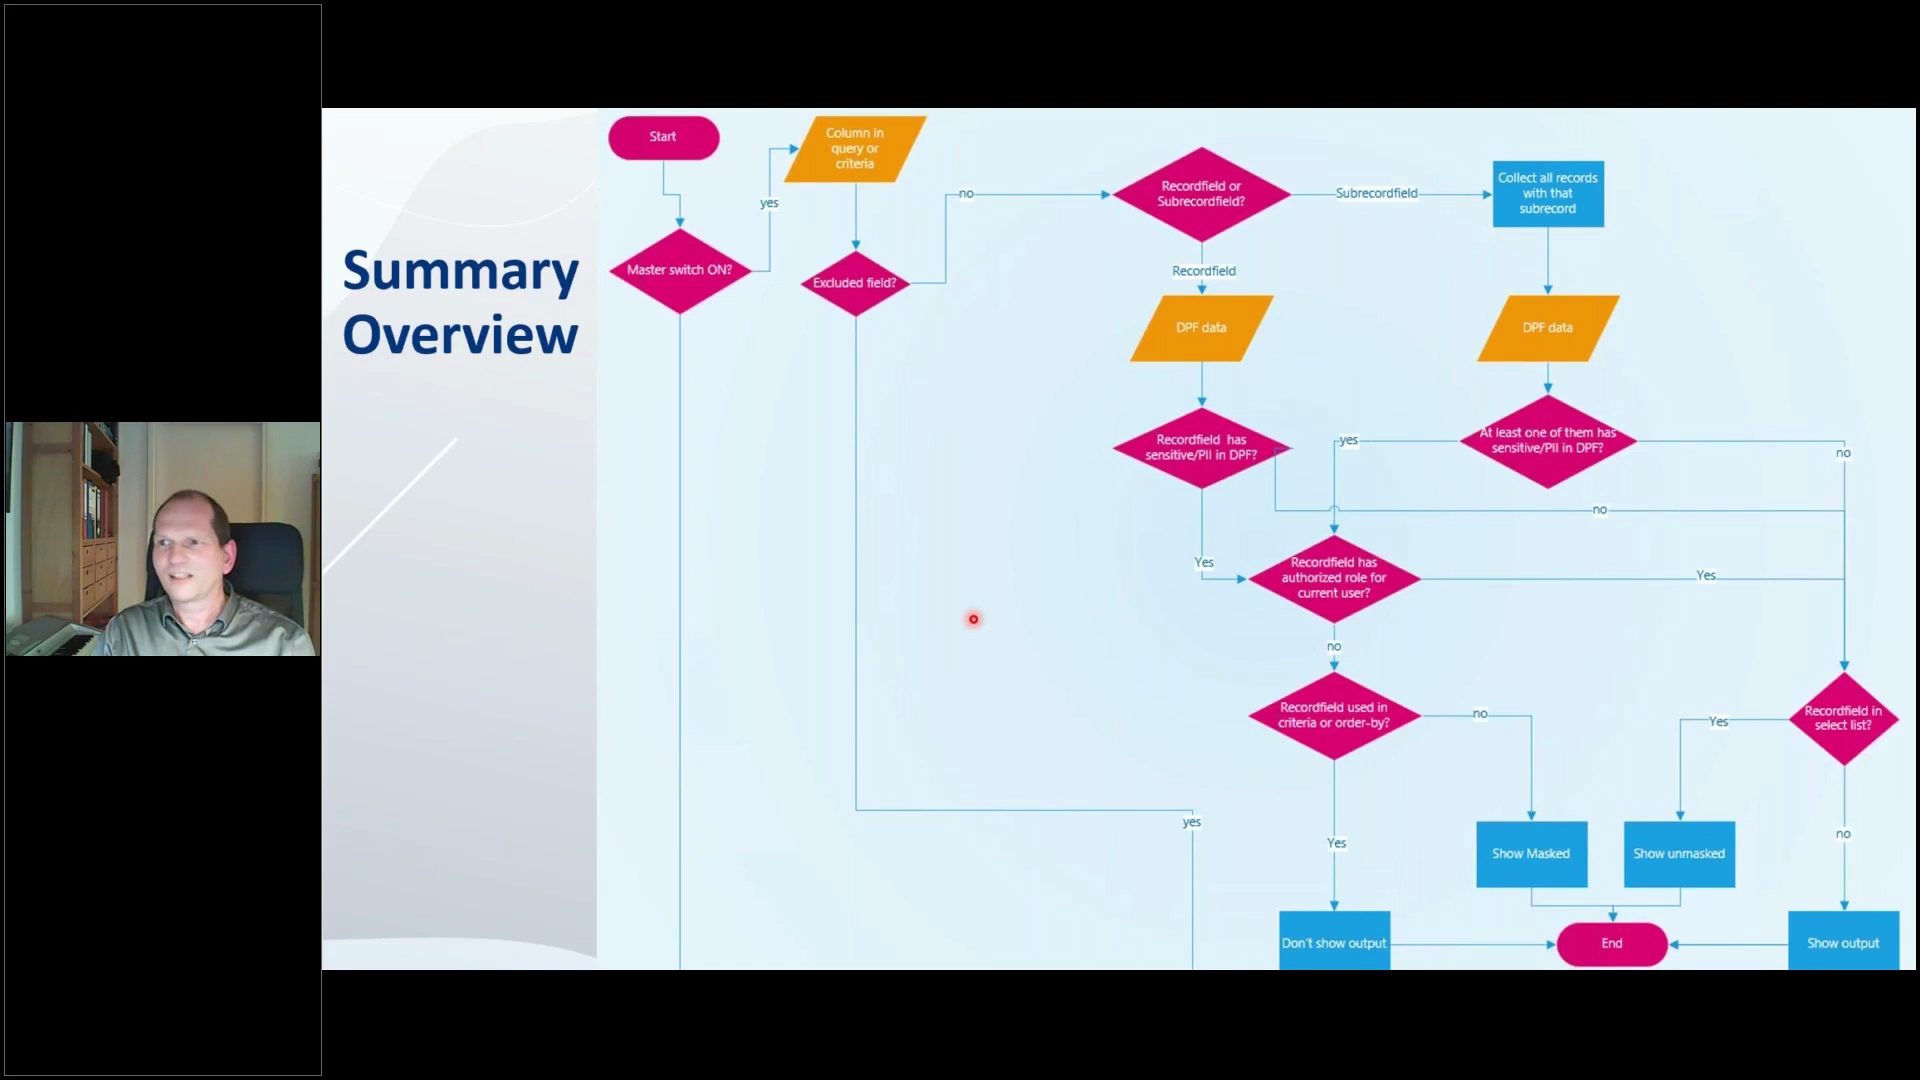 Summary
Overview
Start
Column in
query or
criteria
yes
Master switch ON?
Excluded field?
no
Recordfield or
Subrecordfield?
Subrecordfield
Collect all records
with that
subrecord
Recordfield
DPF data
DPF data
Recordfield has
sensitive/PII in DPF?
yes
At least one of them has
sensitive/PII in DPF?
no
no
Yes
Recordfield has
authorized role for
current user?
Yes
no
Recordfield used in
criteria or order-by?
no
Yes
Recordfield in
select list?
yes
Yes
Show Masked
Show unmasked
no
Don't show output
End
Show output